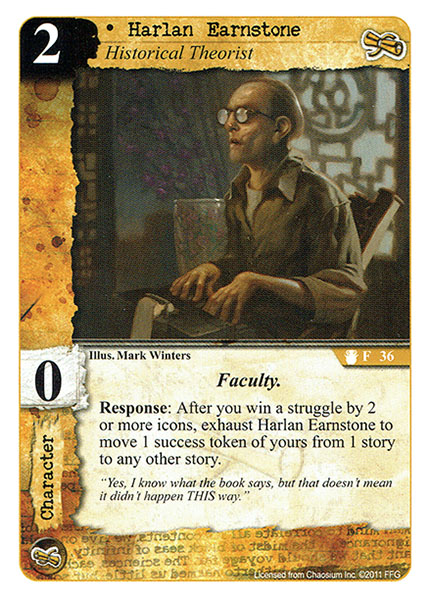 2
• Harlan Earnstone
Historical Theorist
Illus. Mark Winters
F 36
0
Character
Faculty.
Response: After you win a struggle by 2
or more icons, exhaust Harlan Earnstone to
move 1 success token of yours from 1 story
to any other story.
“Yes, I know what the book says, but that doesn’t mean
it didn’t happen THIS way.”
Licensed from Chaosium Inc. ©2011 FFG